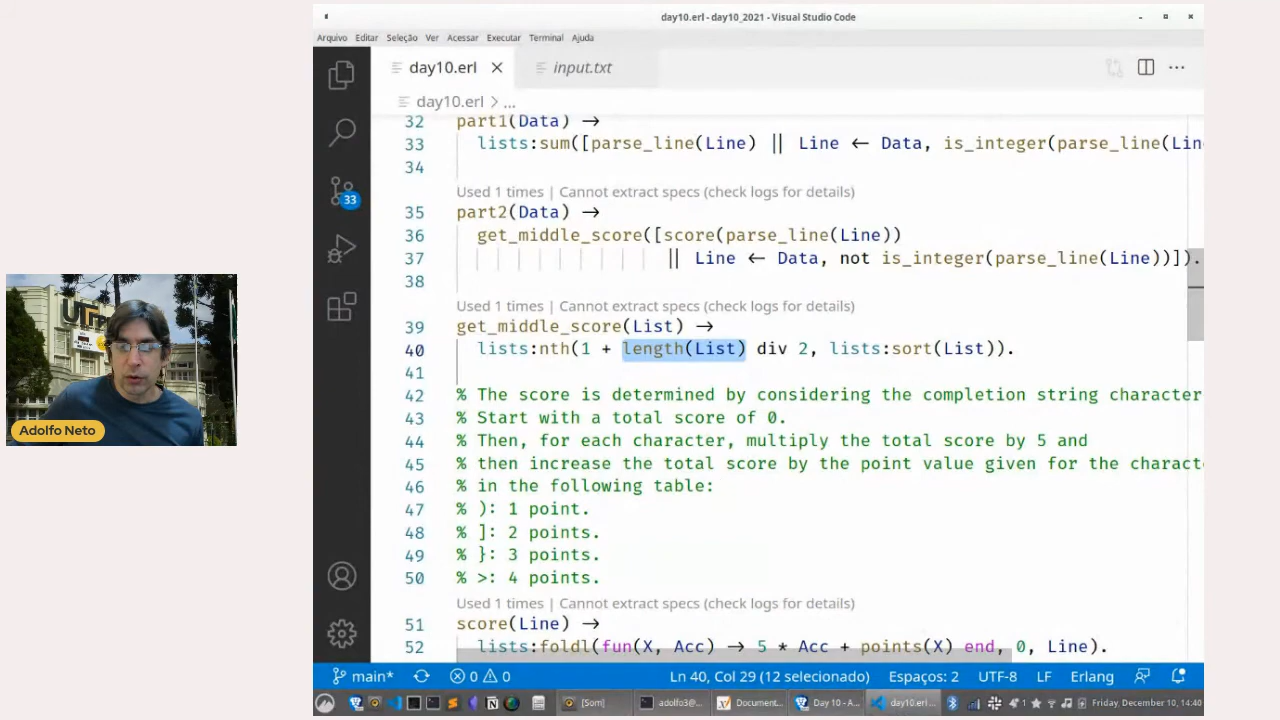 day10.erl - day10_2021 - Visual Studio Code
Arquivo Editar Seleção Ver Acessar Executar Terminal Ajuda
day10.erl input.txt
day10.erl > ...
32 part1(Data) →
33 lists:sum([parse_line(Line) || Line ← Data, is_integer(parse_line(Lin
34
Used 1 times | Cannot extract specs (check logs for details)
35 part2(Data) →
36 get_middle_score([score(parse_line(Line))
37 || Line ← Data, not is_integer(parse_line(Line))]).
38
Used 1 times | Cannot extract specs (check logs for details)
39 get_middle_score(List) →
40 lists:nth(1 + length(List) div 2, lists:sort(List)).
41
42 % The score is determined by considering the completion string character
43 % Start with a total score of 0.
44 % Then, for each character, multiply the total score by 5 and
45 % then increase the total score by the point value given for the characte
46 % in the following table:
47 % ): 1 point.
48 % ]: 2 points.
49 % }: 3 points.
50 % >: 4 points.
Used 1 times | Cannot extract specs (check logs for details)
51 score(Line) →
52 lists:foldl(fun(X, Acc) → 5 * Acc + points(X) end, 0, Line).
33
Adolfo Neto
main* 0 0 Ln 40, Col 29 (12 selecionado) Espaços: 2 UTF-8 LF Erlang
[Som] adolfo3@... Document... Day 10 - A... day10.erl ... 1 Friday, December 10, 14:40